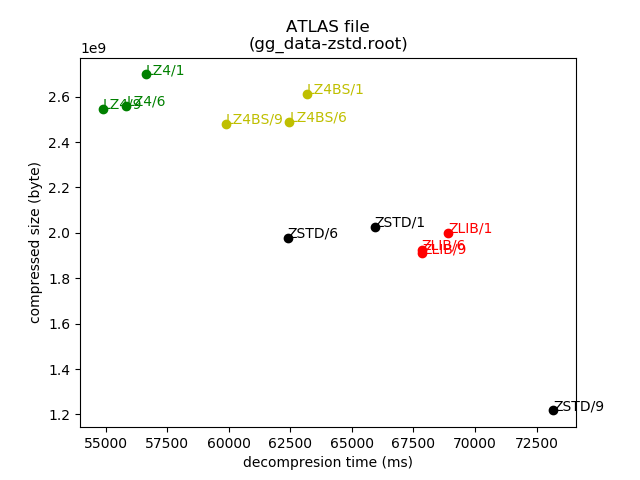 ATLAS file
(gg_data-zstd.root)
1e9
LZ4/1
LZ4/9
LZ4/6
LZ4BS/1
LZ4BS/9
LZ4BS/6
ZSTD/6
ZSTD/1
ZLIB/1
ZLIB/6
ZLIB/9
ZSTD/9
2.6
2.4
2.2
2.0
1.8
1.6
1.4
1.2
compressed size (byte)
55000 57500 60000 62500 65000 67500 70000 72500
decompresion time (ms)